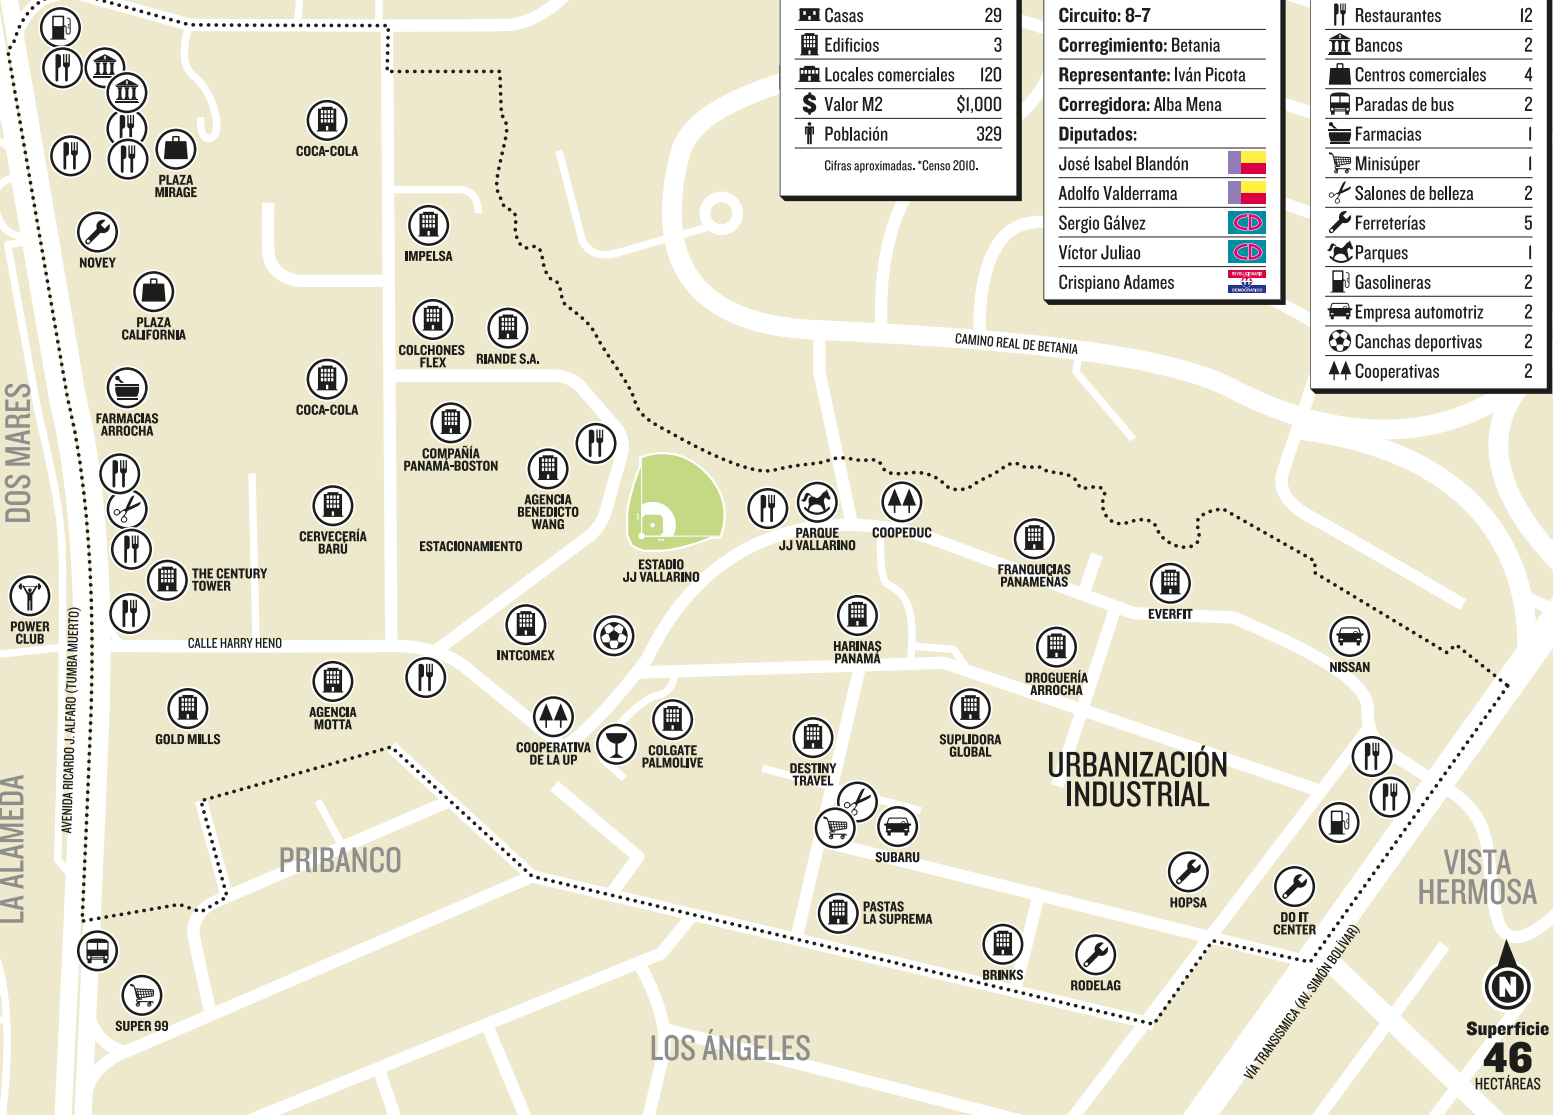 Casas 29
Edificios 3
Locales comerciales 120
$ Valor M2 $1,000
Población 329
Cifras aproximadas. *Censo 2010.
Circuito: 8-7
Corregimiento: Betania
Representante: Iván Picota
Corregidora: Alba Mena
Diputados:
José Isabel Blandón
Adolfo Valderrama
Sergio Gálvez CD
Víctor Juliao CD
Crispiano Adames
Restaurantes 12
Bancos 2
Centros comerciales 4
Paradas de bus 2
Farmacias 1
Minisúper 1
Salones de belleza 2
Ferreterías 5
Parques 1
Gasolineras 2
Empresa automotriz 2
Canchas deportivas 2
Cooperativas 2
COCA-COLA
PLAZA
MIRAGE
NOVEY
IMPELSA
PLAZA
CALIFORNIA
COLCHONES
FLEX
RIANDE S.A.
CAMINO REAL DE BETANIA
DOS MARES
FARMACIAS
ARROCHA
COCA-COLA
COMPAÑÍA
PANAMÁ-BOSTON
AGENCIA
BENEDICTO
WANG
CERVECERÍA
BARÚ
ESTACIONAMIENTO
ESTADIO
JJ VALLARINO
PARQUE
JJ VALLARINO
COOPEDUC
FRANQUICIAS
PANAMEÑAS
EVERFIT
THE CENTURY
TOWER
POWER
CLUB
CALLE HARRY HENO
INTCOMEX
HARINAS
PANAMÁ
DROGUERÍA
ARROCHA
NISSAN
AVENIDA RICARDO J. ALFARO (TUMBA MUERTO)
GOLD MILLS
AGENCIA
MOTTA
COOPERATIVA
DE LA UP
COLGATE
PALMOLIVE
DESTINY
TRAVEL
SUPLIDORA
GLOBAL
URBANIZACIÓN
INDUSTRIAL
LA ALAMEDA
PRIBANCO
SUBARU
VISTA
HERMOSA
HOPSA
DO IT
CENTER
PASTAS
LA SUPREMA
BRINKS
RODELAG
SUPER 99
LOS ÁNGELES
VÍA TRANSISMICA (AV. SIMÓN BOLÍVAR)
N
Superficie
46
HECTÁREAS